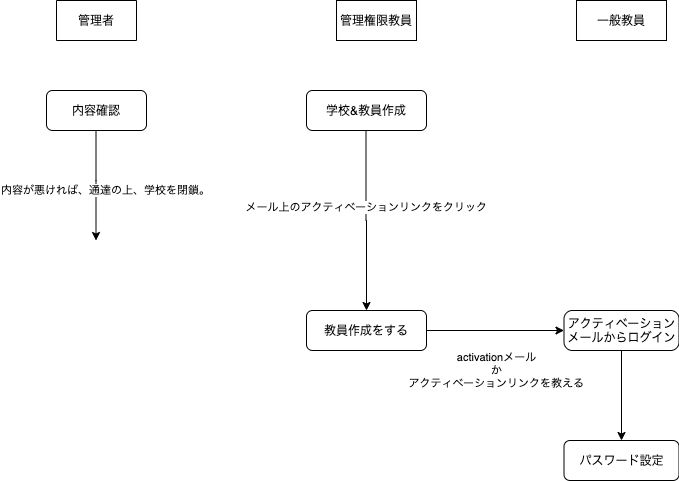 管理者
管理権限教員
一般教員
内容確認
学校&教員作成
内容が悪ければ、通達の上、学校を閉鎖。
メール上のアクティベーションリンクをクリック
教員作成をする
アクティベーション
メールからログイン
activationメール
か
アクティベーションリンクを教える
パスワード設定